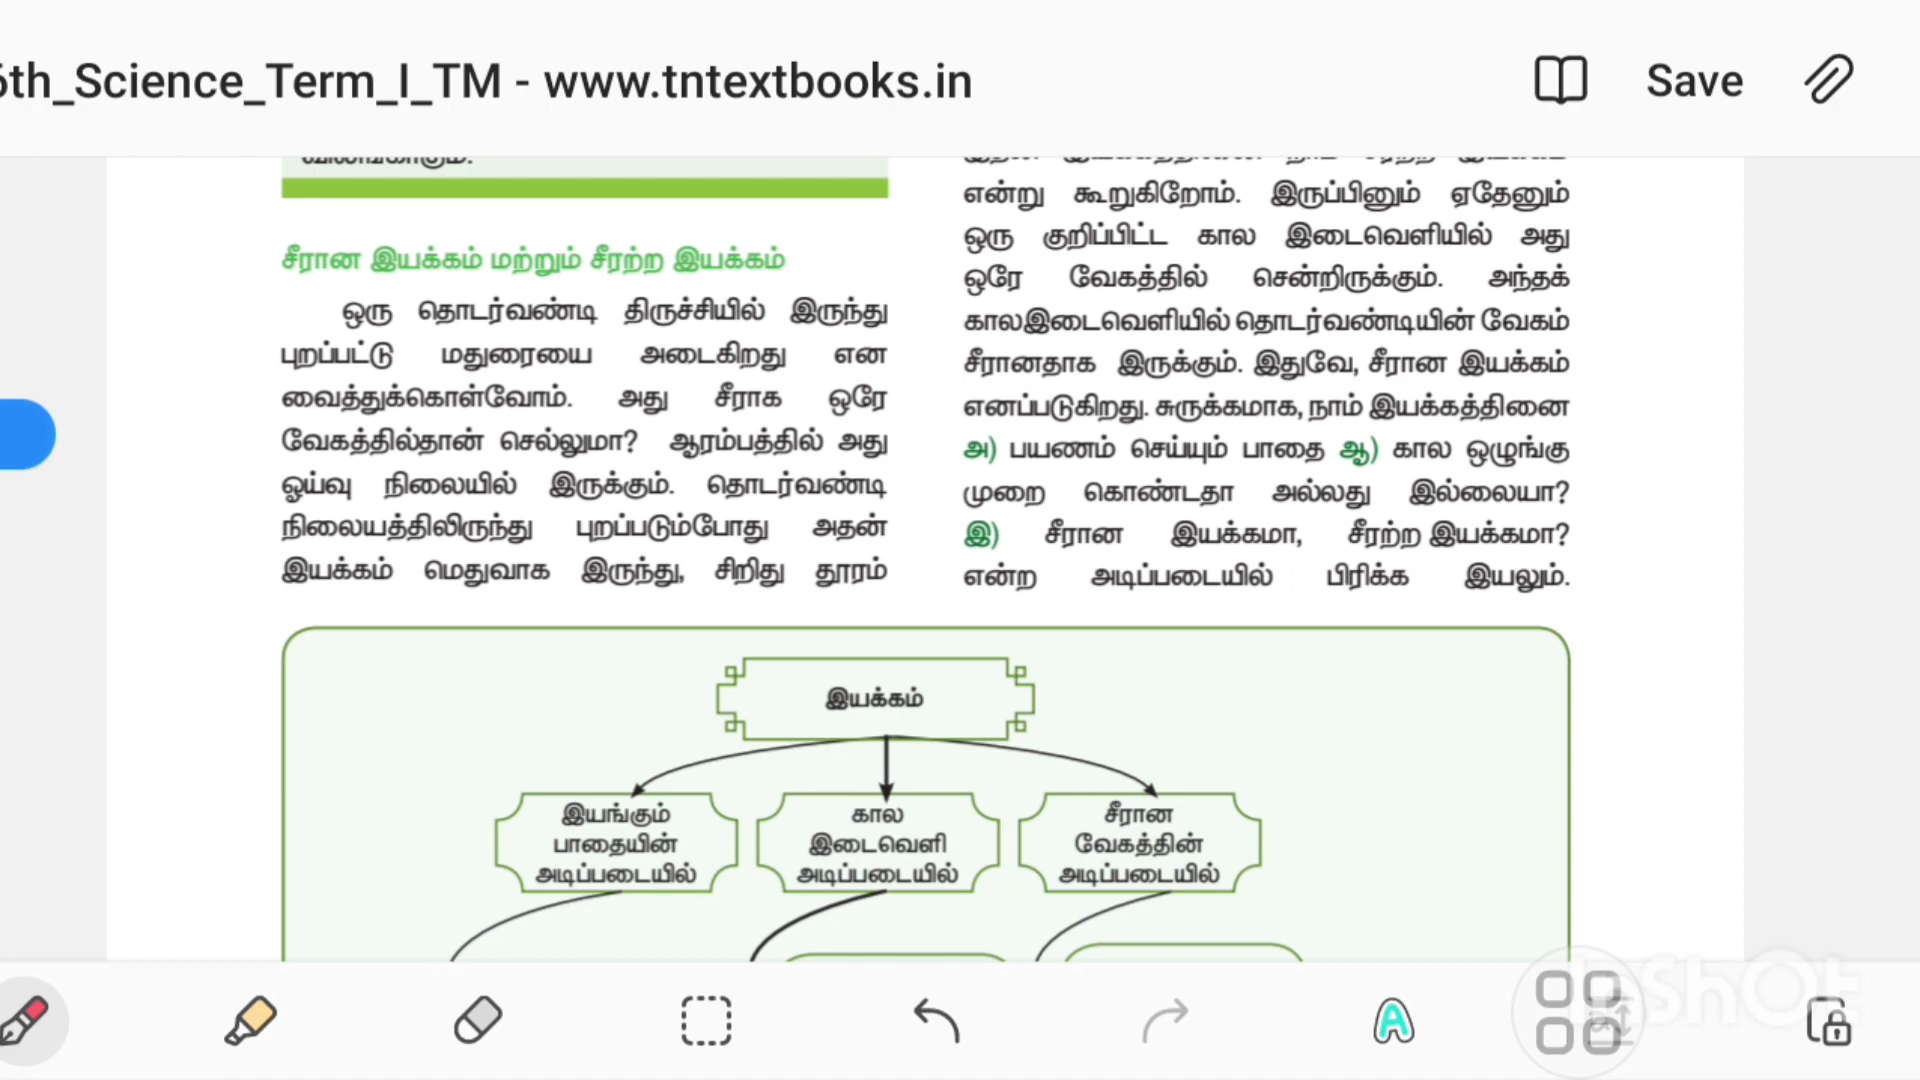 6th_Science_Term_I_TM - www.tntextbooks.in
Save
சீரான இயக்கம் மற்றும் சீரற்ற இயக்கம்
ஒரு தொடர்வண்டி திருச்சியில் இருந்து
புறப்பட்டு மதுரையை அடைகிறது என
வைத்துக்கொள்வோம். அது சீராக ஒரே
வேகத்தில்தான் செல்லுமா? ஆரம்பத்தில் அது
ஓய்வு நிலையில் இருக்கும். தொடர்வண்டி
நிலையத்திலிருந்து புறப்படும்போது அதன்
இயக்கம் மெதுவாக இருந்து, சிறிது தூரம்
என்று கூறுகிறோம். இருப்பினும் ஏதேனும்
ஒரு குறிப்பிட்ட கால இடைவெளியில் அது
ஒரே வேகத்தில் சென்றிருக்கும். அந்தக்
காலஇடைவெளியில் தொடர்வண்டியின் வேகம்
சீரானதாக இருக்கும். இதுவே, சீரான இயக்கம்
எனப்படுகிறது. சுருக்கமாக, நாம் இயக்கத்தினை
அ) பயணம் செய்யும் பாதை ஆ) கால ஒழுங்கு
முறை கொண்டதா அல்லது இல்லையா?
இ) சீரான இயக்கமா, சீரற்ற இயக்கமா?
என்ற அடிப்படையில் பிரிக்க இயலும்.
இயக்கம்
இயங்கும்
பாதையின்
அடிப்படையில்
கால
இடைவெளி
அடிப்படையில்
சீரான
வேகத்தின்
அடிப்படையில்
A